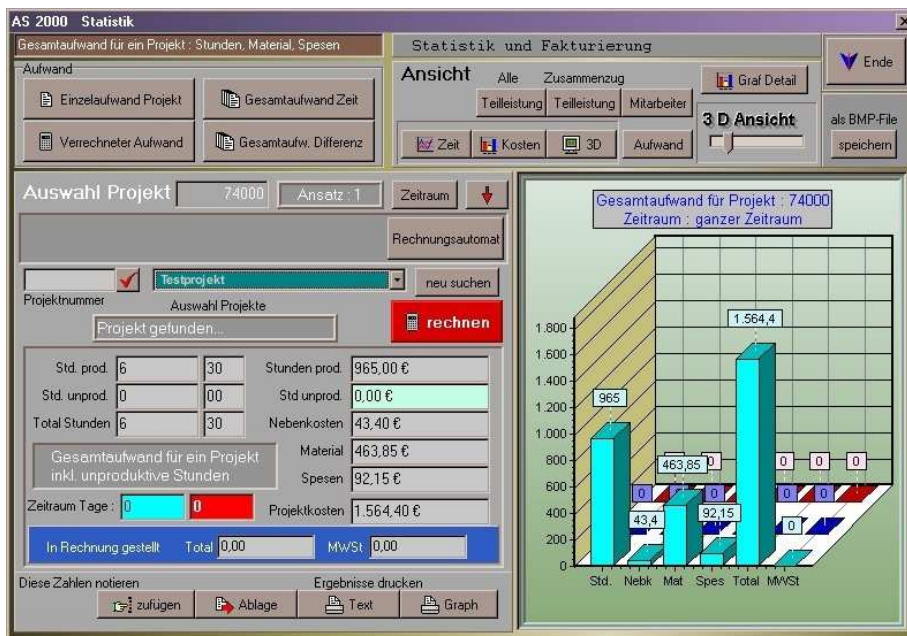 AS 2000 Statistik
Gesamtaufwand für ein Projekt : Stunden, Material, Spesen
Aufwand
Einzelaufwand Projekt
Gesamtaufwand Zeit
Verrechneter Aufwand
Gesamtaufw. Differenz
Statistik und Fakturierung
Ansicht
Alle
Zusammenzug
Teilleistung
Teilleistung
Mitarbeiter
Zeit
Kosten
3D
Aufwand
Graf Detail
3 D Ansicht
Ende
als BMP-File
speichern
Auswahl Projekt
74000
Ansatz : 1
Zeitraum
Rechnungsautomat
Testprojekt
neu suchen
Projektnummer
Auswahl Projekte
Projekt gefunden...
rechnen
Std. prod. 6 30
Stunden prod. 965,00 €
Std. unprod. 0 00
Std unprod. 0,00 €
Total Stunden 6 30
Nebenkosten 43,40 €
Gesamtaufwand für ein Projekt
inkl. unproduktive Stunden
Material 463,85 €
Spesen 92,15 €
Zeitraum Tage : 0 0
Projektkosten 1.564,40 €
In Rechnung gestellt Total 0,00 MWSt 0,00
Diese Zahlen notieren
Ergebnisse drucken
zufügen
Ablage
Text
Graph
Gesamtaufwand für Projekt : 74000
Zeitraum : ganzer Zeitraum
1.800
1.600
1.400
1.200
1.000
800
600
400
200
0
1.564,4
965
463,85
0 0 0 0
0 0 0 0 0
43,4
92,15
0
Std. Nebk Mat Spes Total MWSt